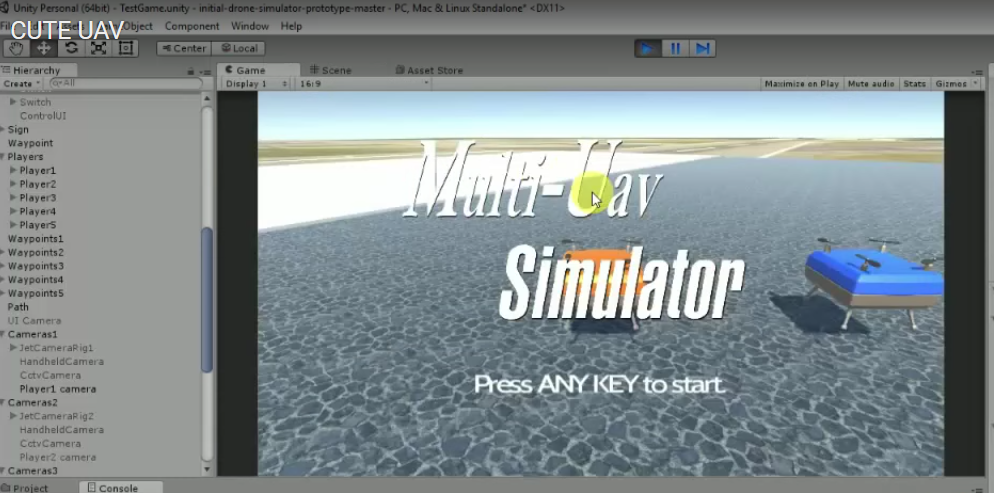 Unity Personal (64bit) - TestGame.unity - initial-drone-simulator-prototype-master - PC, Mac & Linux Standalone* <DX11>
CUTE UAV
Object Component Window Help
Center Local
Hierarchy
Game Scene Asset Store
Create All
Display 1 16:9 Maximize on Play Mute audio Stats Gizmos
Switch
ControlUI
Sign
Waypoint
Players
Player1
Player2
Player3
Player4
Player5
Waypoints1
Waypoints2
Waypoints3
Waypoints4
Waypoints5
Path
UI Camera
Cameras1
JetCameraRig1
HandheldCamera
CctvCamera
Player1 camera
Cameras2
JetCameraRig2
HandheldCamera
CctvCamera
Player2 camera
Cameras3
Multi-Uav
Simulator
Press ANY KEY to start.
Project Console